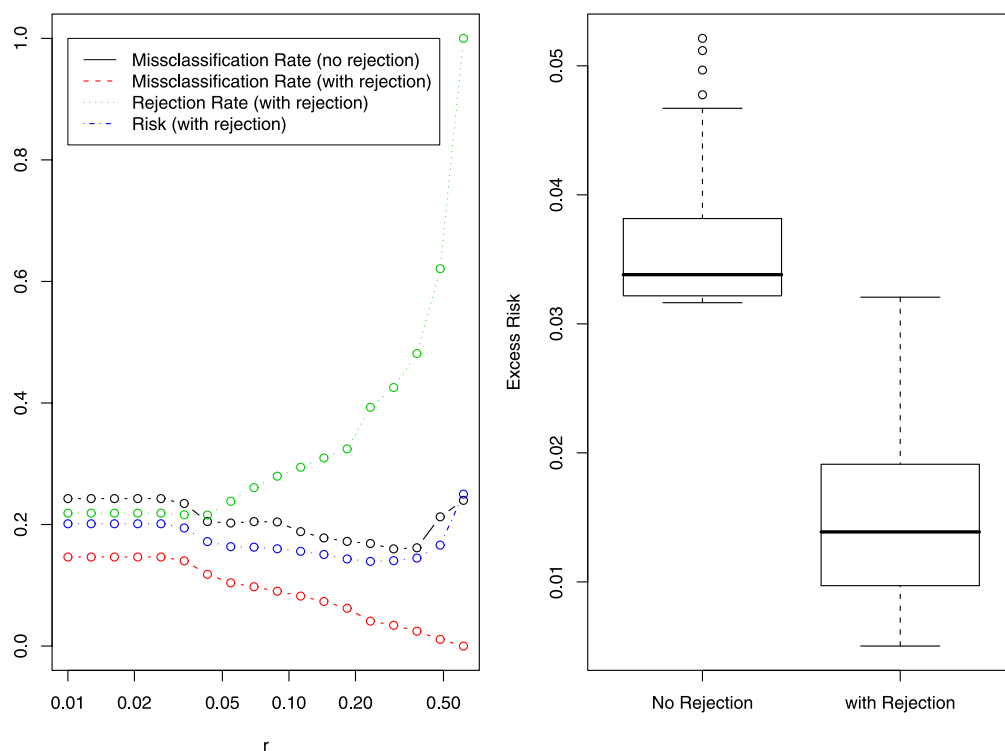 1.0
0.8
0.6
0.4
0.2
0.0
Missclassification Rate (no rejection)
Missclassification Rate (with rejection)
Rejection Rate (with rejection)
Risk (with rejection)
0.01 0.02 0.05 0.10 0.20 0.50
r
Excess Risk
0.05
0.04
0.03
0.02
0.01
No Rejection with Rejection